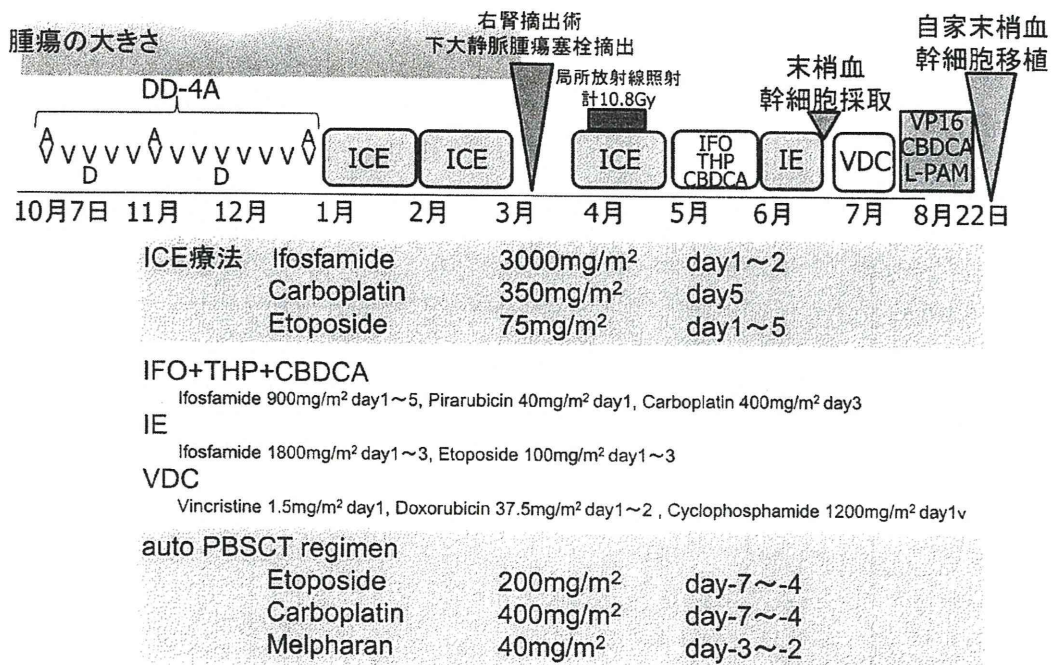 腫瘍の大きさ
右腎摘出術
下大静脈腫瘍塞栓摘出
自家末梢血
幹細胞移植
局所放射線照射
計10.8Gy
末梢血
幹細胞採取
DD-4A
A V V V V A V V V V V A
D D
ICE
ICE
ICE
IFO
THP
CBDCA
IE
VDC
VP16
CBDCA
L-PAM
10月7日 11月 12月 1月 2月 3月 4月 5月 6月 7月 8月22日
ICE療法 Ifosfamide 3000mg/m² day1～2
Carboplatin 350mg/m² day5
Etoposide 75mg/m² day1～5
IFO+THP+CBDCA
Ifosfamide 900mg/m² day1～5, Pirarubicin 40mg/m² day1, Carboplatin 400mg/m² day3
IE
Ifosfamide 1800mg/m² day1～3, Etoposide 100mg/m² day1～3
VDC
Vincristine 1.5mg/m² day1, Doxorubicin 37.5mg/m² day1～2 , Cyclophosphamide 1200mg/m² day1v
auto PBSCT regimen
Etoposide 200mg/m² day-7～-4
Carboplatin 400mg/m² day-7～-4
Melpharan 40mg/m² day-3～-2